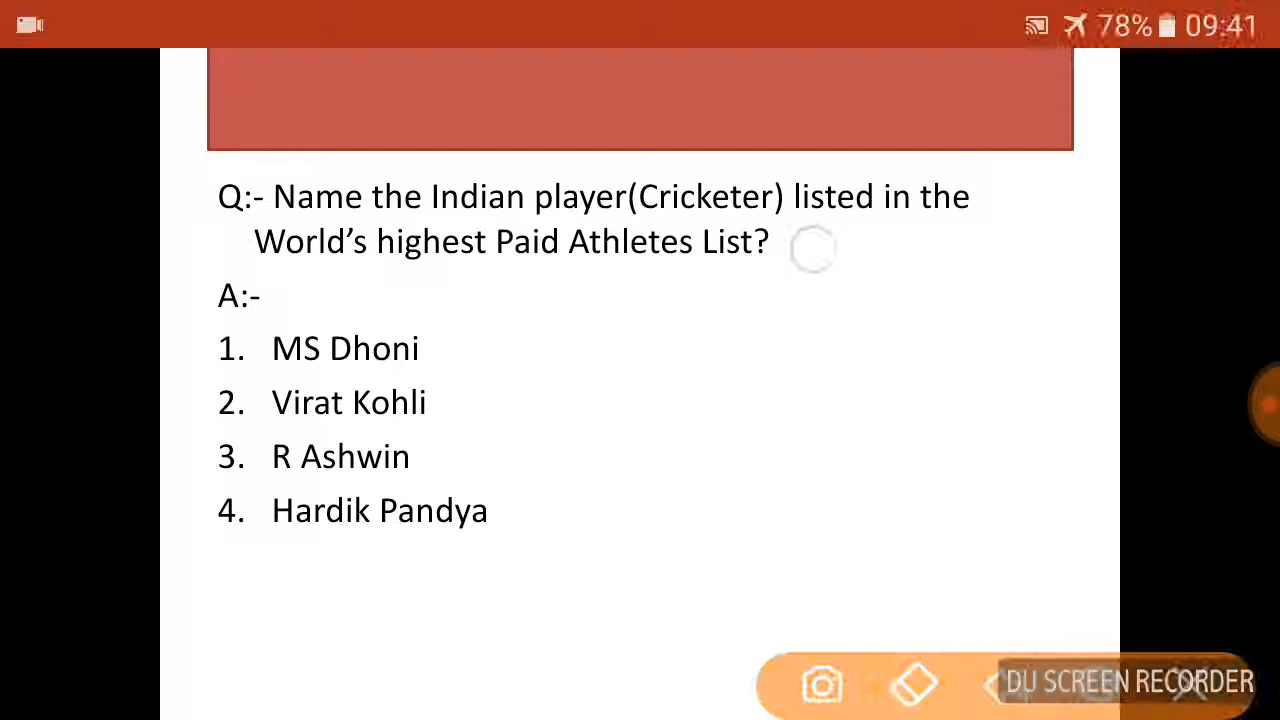 78% 09:41
Q:- Name the Indian player(Cricketer) listed in the
World’s highest Paid Athletes List?
A:-
1. MS Dhoni
2. Virat Kohli
3. R Ashwin
4. Hardik Pandya
DU SCREEN RECORDER